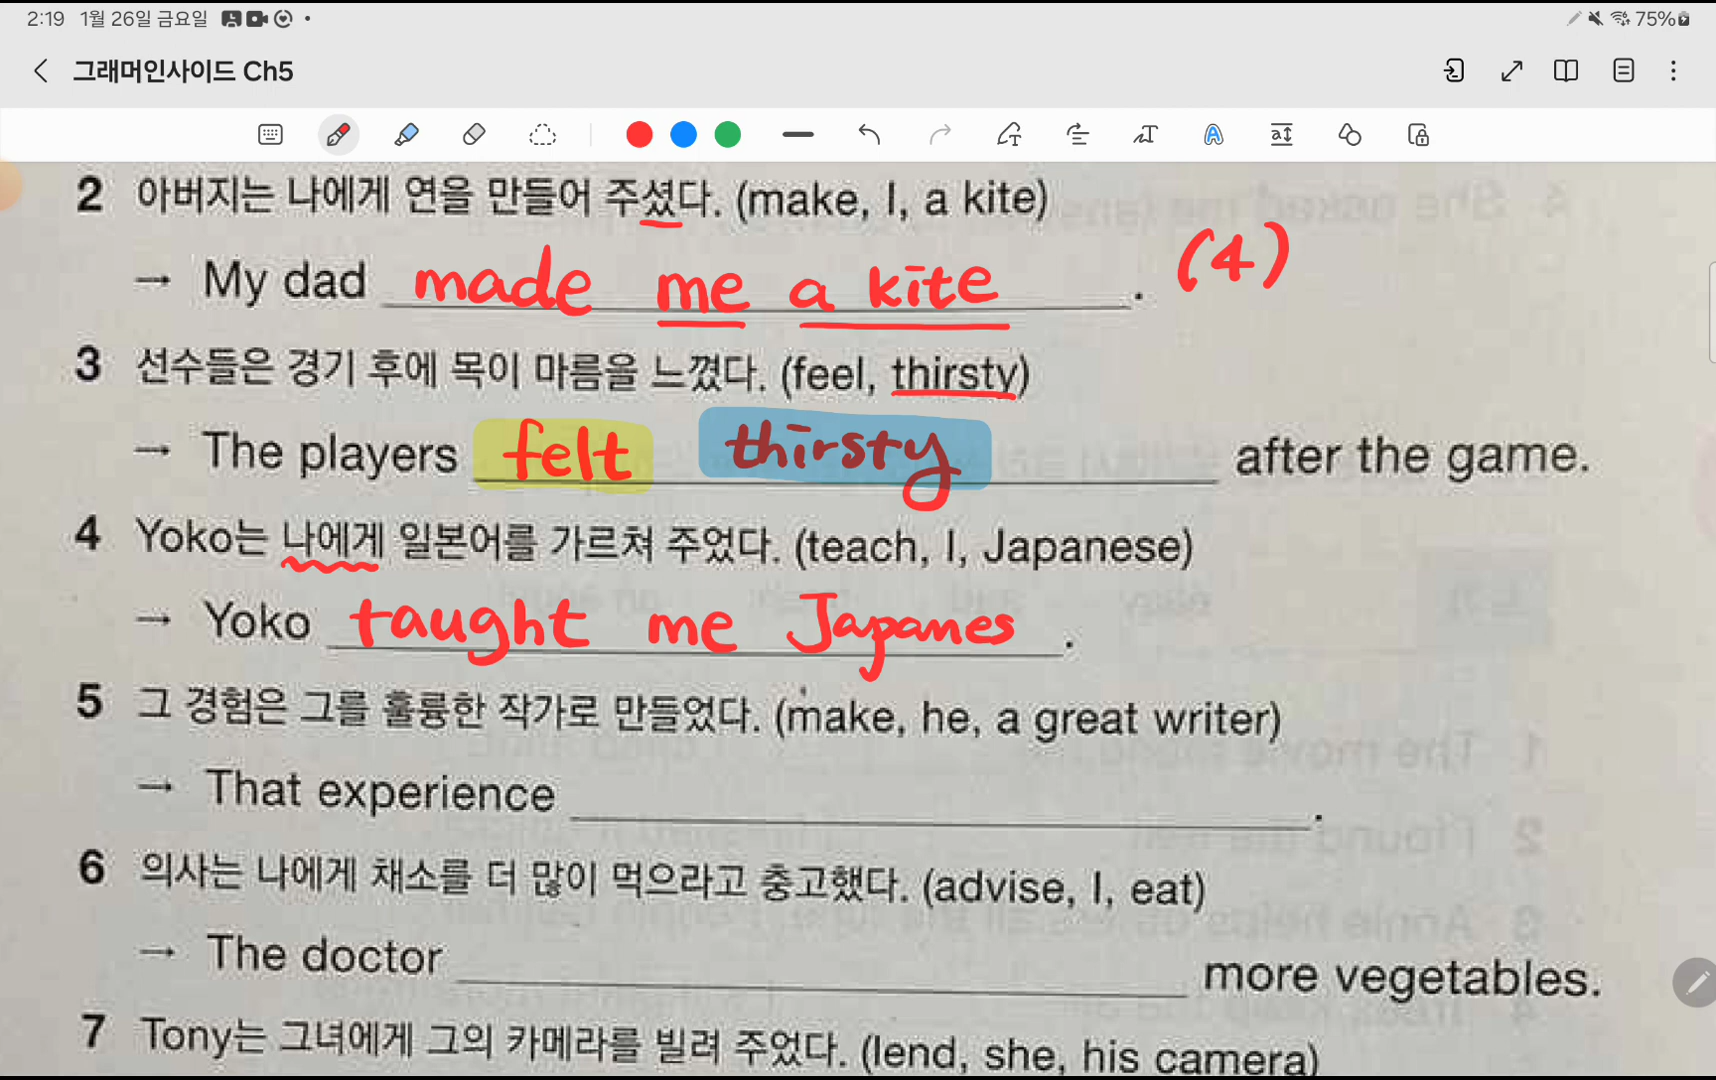 2:19 1월 26일 금요일 75%
그래머인사이드 Ch5
2 아버지는 나에게 연을 만들어 주셨다. (make, I, a kite)
→ My dad made me a kite. (4)
3 선수들은 경기 후에 목이 마름을 느꼈다. (feel, thirsty)
→ The players felt thirsty after the game.
4 Yoko는 나에게 일본어를 가르쳐 주었다. (teach, I, Japanese)
→ Yoko taught me Japanes.
5 그 경험은 그를 훌륭한 작가로 만들었다. (make, he, a great writer)
→ That experience .
6 의사는 나에게 채소를 더 많이 먹으라고 충고했다. (advise, I, eat)
→ The doctor more vegetables.
7 Tony는 그녀에게 그의 카메라를 빌려 주었다. (lend, she, his camera)